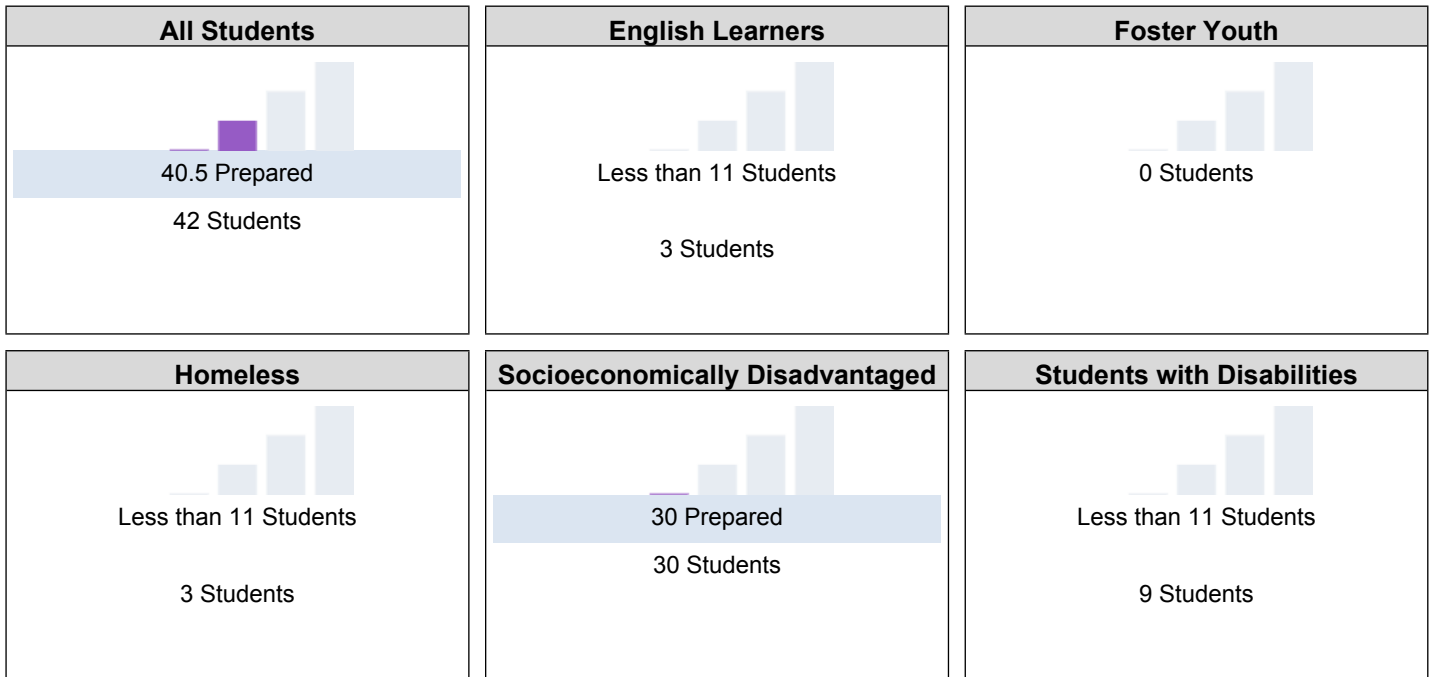 All Students
40.5 Prepared
42 Students
English Learners
Less than 11 Students
3 Students
Foster Youth
0 Students
Homeless
Less than 11 Students
3 Students
Socioeconomically Disadvantaged
30 Prepared
30 Students
Students with Disabilities
Less than 11 Students
9 Students